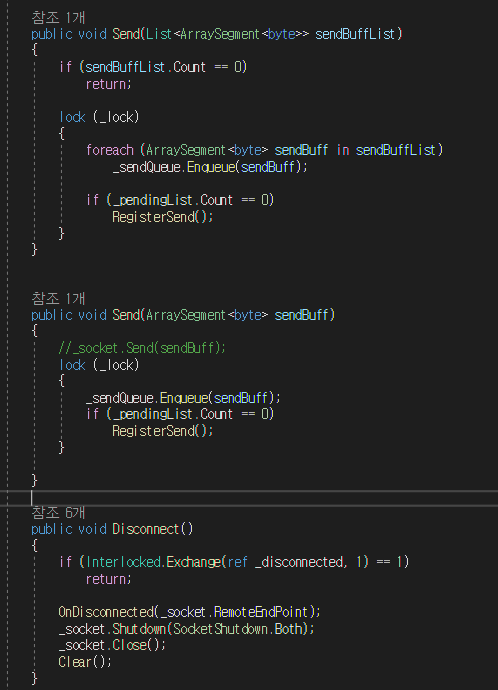 참조 1개
public void Send(List<ArraySegment<byte>> sendBuffList)
{
if (sendBuffList.Count == 0)
return;
lock (_lock)
{
foreach (ArraySegment<byte> sendBuff in sendBuffList)
_sendQueue.Enqueue(sendBuff);
if (_pendingList.Count == 0)
RegisterSend();
}
}
참조 1개
public void Send(ArraySegment<byte> sendBuff)
{
//_socket.Send(sendBuff);
lock (_lock)
{
_sendQueue.Enqueue(sendBuff);
if (_pendingList.Count == 0)
RegisterSend();
}
}
참조 6개
public void Disconnect()
{
if (Interlocked.Exchange(ref _disconnected, 1) == 1)
return;
OnDisconnected(_socket.RemoteEndPoint);
_socket.Shutdown(SocketShutdown.Both);
_socket.Close();
Clear();
}